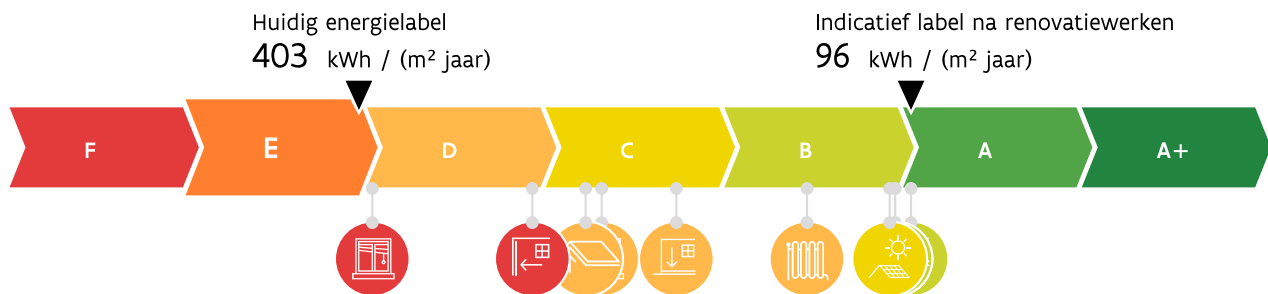 Huidig energielabel
403 kWh / (m² jaar)
Indicatief label na renovatiewerken
96 kWh / (m² jaar)
F E D C B A A+